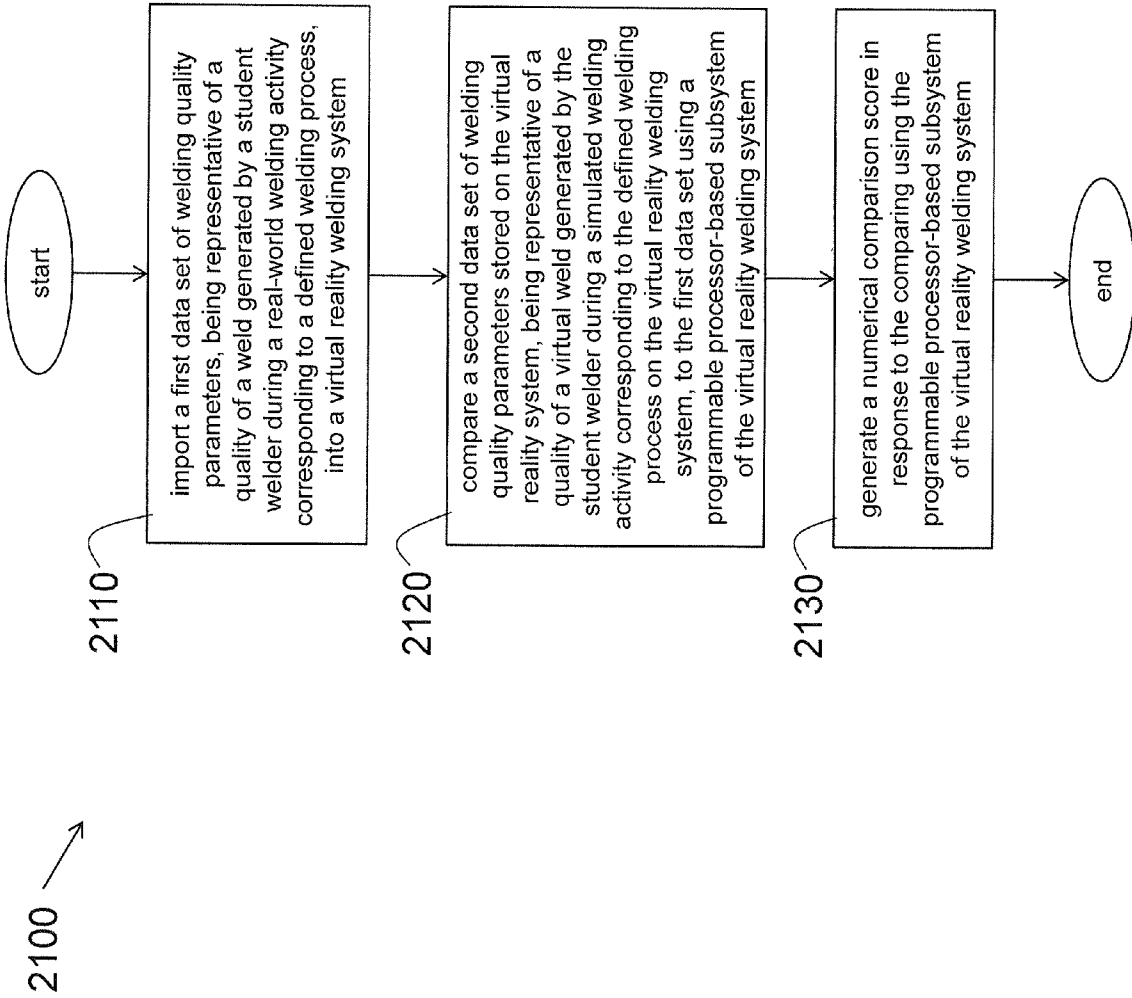 2100
start
2110
import a first data set of welding quality
parameters, being representative of a
quality of a weld generated by a student
welder during a real-world welding activity
corresponding to a defined welding process,
into a virtual reality welding system
2120
compare a second data set of welding
quality parameters stored on the virtual
reality system, being representative of a
quality of a virtual weld generated by the
student welder during a simulated welding
activity corresponding to the defined welding
process on the virtual reality welding
system, to the first data set using a
programmable processor-based subsystem
of the virtual reality welding system
2130
generate a numerical comparison score in
response to the comparing using the
programmable processor-based subsystem
of the virtual reality welding system
end